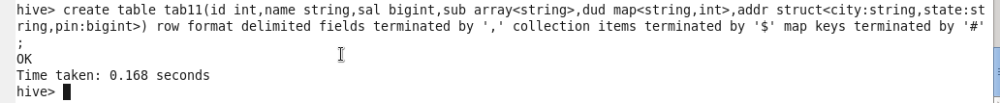 hive> create table tab11(id int,name string,sal bigint,sub array<string>,dud map<string,int>,addr struct<city:string,state:st
ring,pin:bigint>) row format delimited fields terminated by ',' collection items terminated by '$' map keys terminated by '#'
;
OK
Time taken: 0.168 seconds
hive>